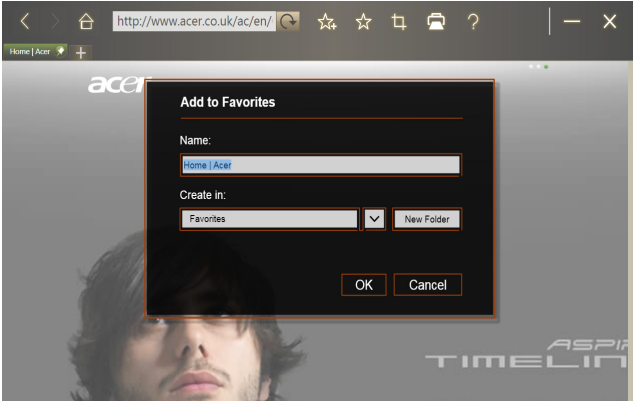 http://www.acer.co.uk/ac/en/
?
Home | Acer
acer
Add to Favorites
Name:
Home | Acer
Create in:
Favorites
New Folder
OK
Cancel